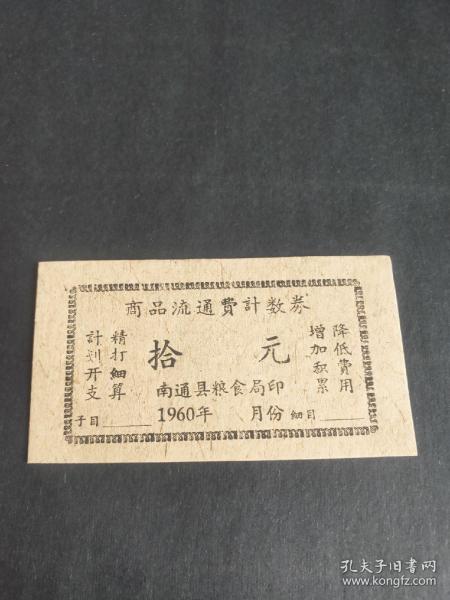 商品流通費計数券
精打細算
計划开支
拾 元
降低費用
增加积累
南通县粮食局印
子目 1960年 月份 細目
孔夫子旧书网
www.kongfz.com